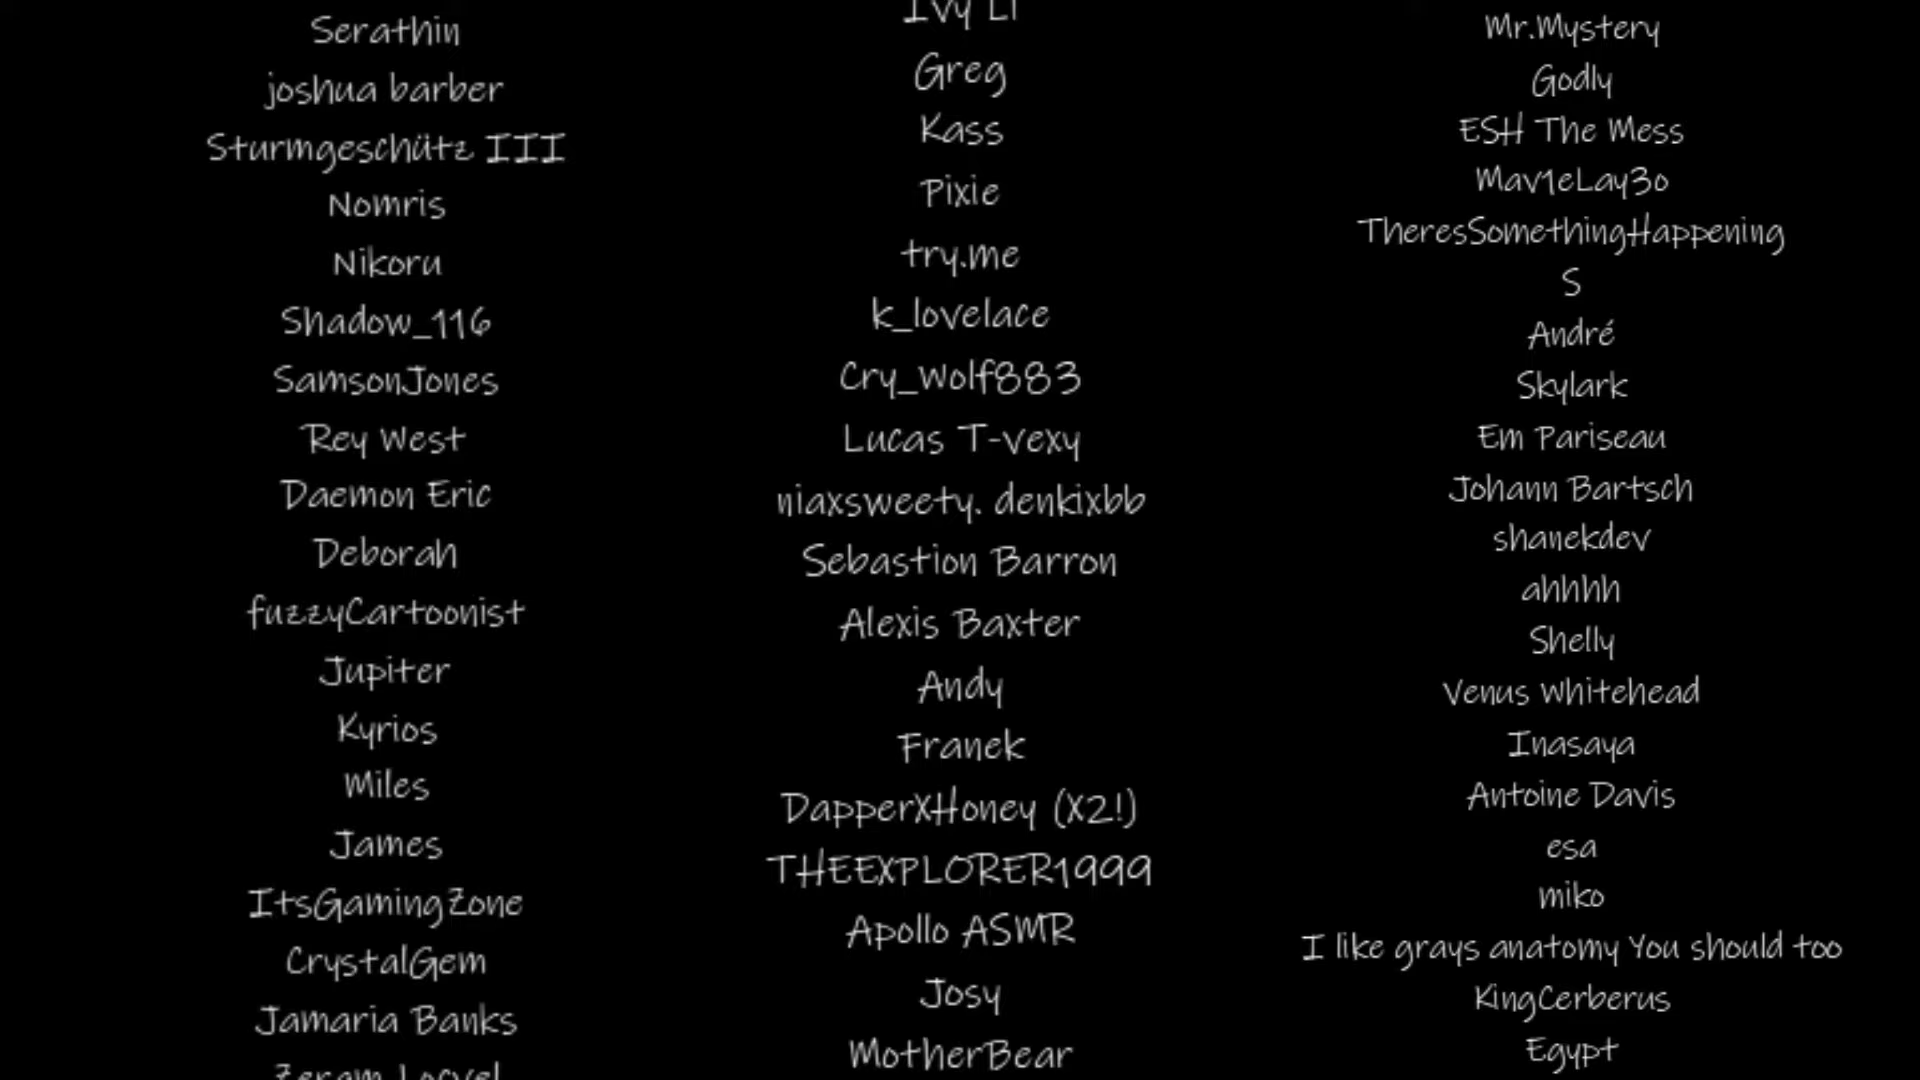 Serathin
joshua barber
Sturmgeschütz III
Nomris
Nikoru
Shadow_116
SamsonJones
Rey West
Daemon Eric
Deborah
fuzzyCartoonist
Jupiter
Kyrios
Miles
James
ItsGamingZone
CrystalGem
Jamaria Banks
Ivy Li
Greg
Kass
Pixie
try.me
k_lovelace
Cry_Wolf883
Lucas T-vexy
niaxsweety. denkixbb
Sebastion Barron
Alexis Baxter
Andy
Franek
DapperXHoney (X2!)
THEEXPLORER1999
Apollo ASMR
Josy
MotherBear
Mr.Mystery
Godly
ESH The Mess
Mav1eLay3o
TheresSomethingHappening
S
André
Skylark
Em Pariseau
Johann Bartsch
shanekdev
ahhhh
Shelly
Venus Whitehead
Inasaya
Antoine Davis
esa
miko
I like grays anatomy You should too
KingCerberus
Egypt